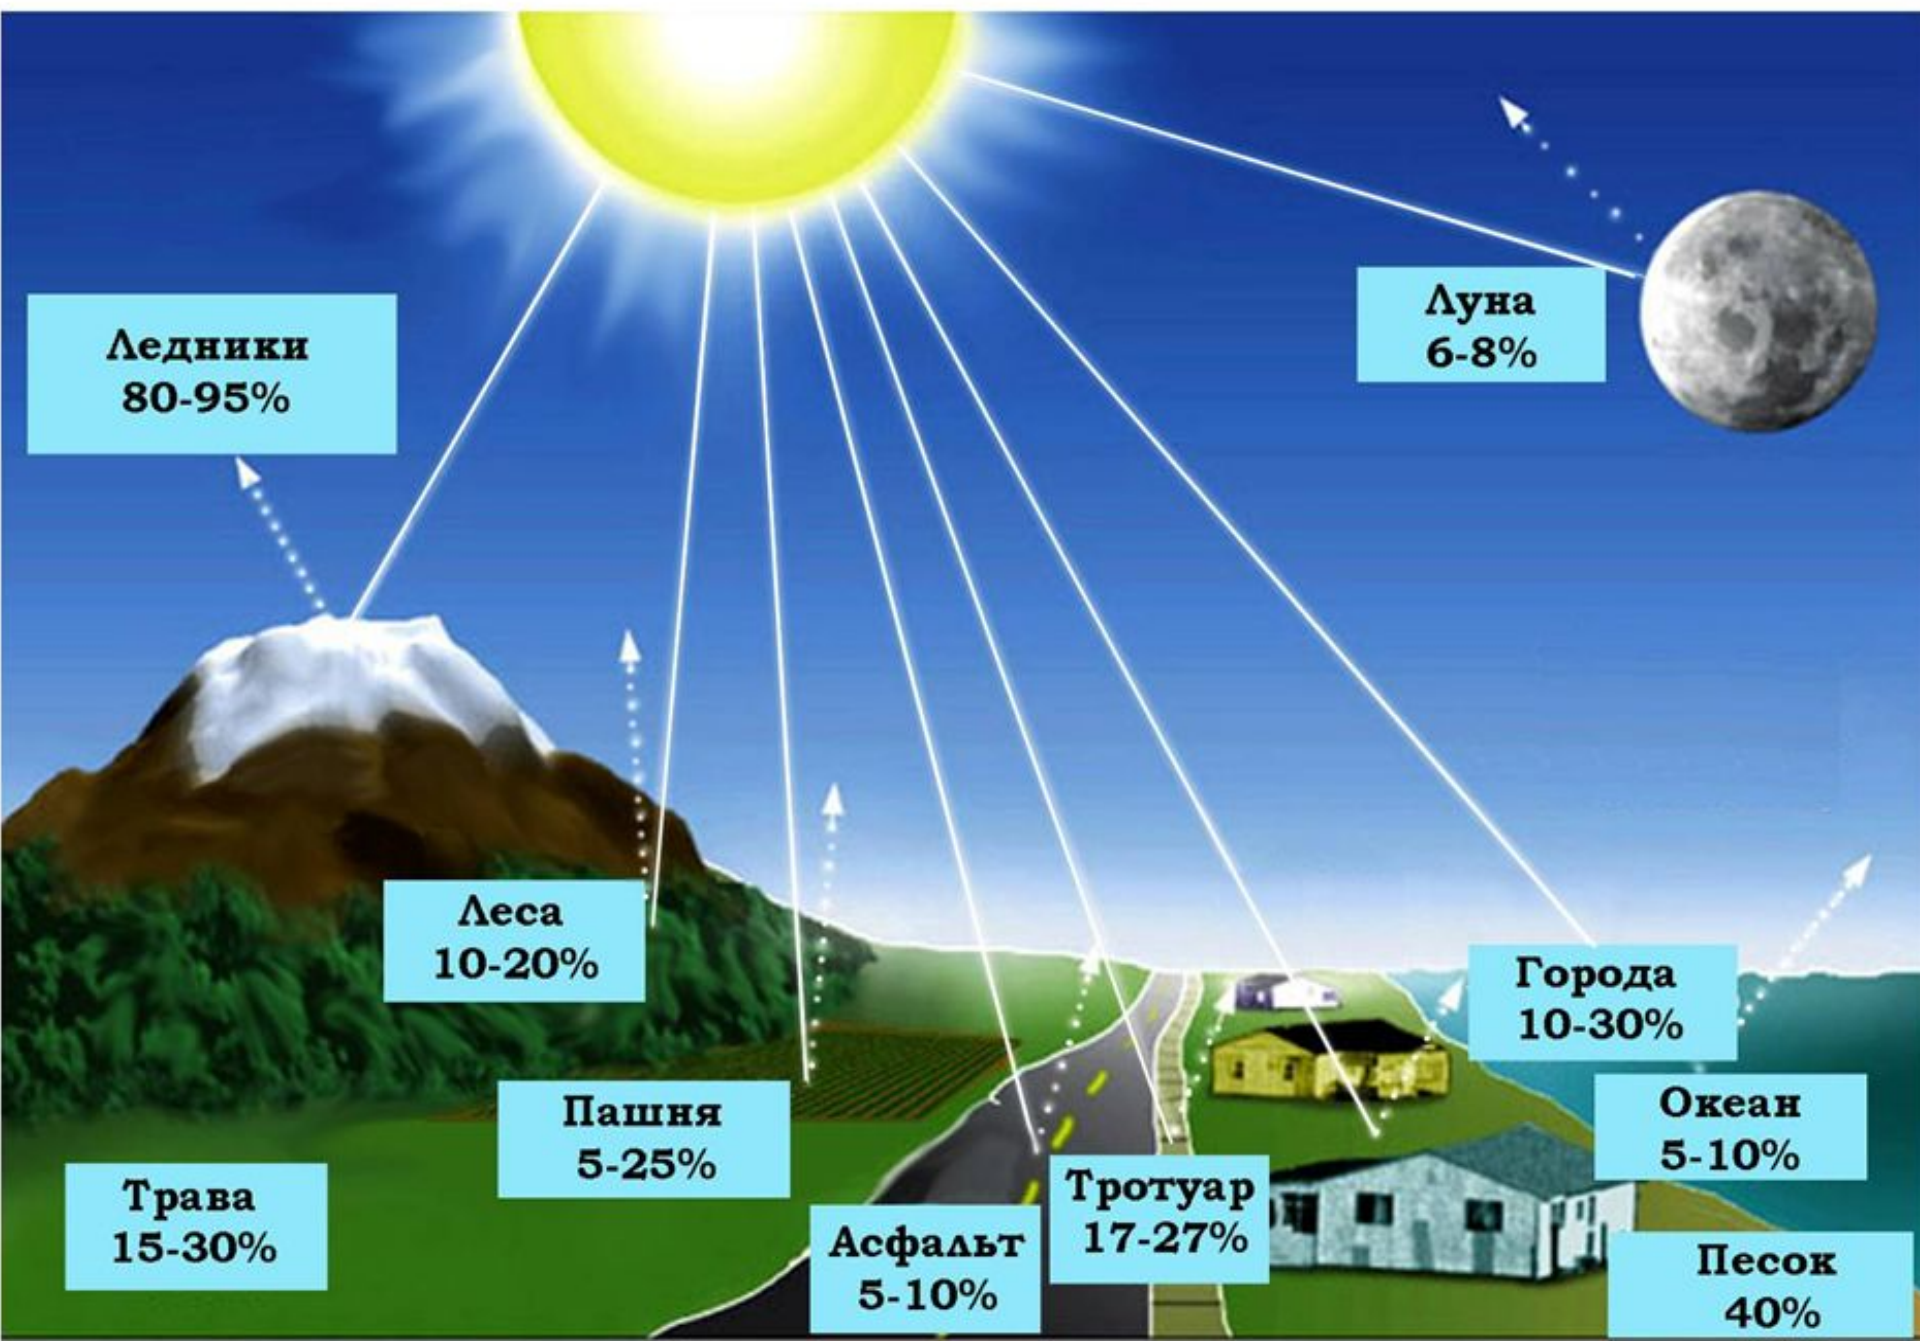 Луна
6-8%
Ледники
80-95%
Леса
10-20%
Города
10-30%
Пашня
5-25%
Океан
5-10%
Трава
15-30%
Тротуар
17-27%
Асфальт
5-10%
Песок
40%